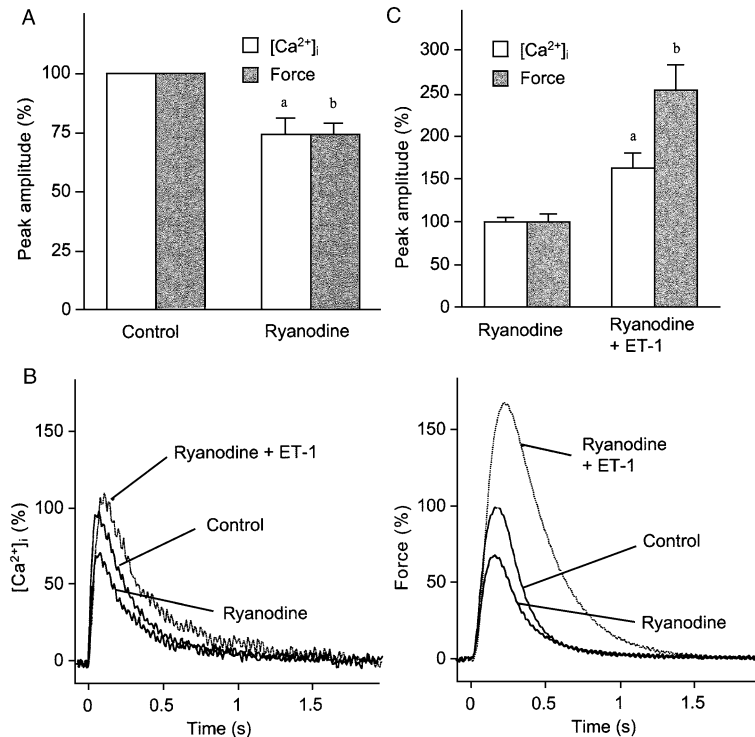 A
[Ca²⁺]ᵢ
Force
Peak amplitude (%)
100
75
50
25
0
a
b
Control
Ryanodine
C
[Ca²⁺]ᵢ
Force
Peak amplitude (%)
300
250
200
150
100
50
0
a
b
Ryanodine
Ryanodine
+ ET-1
B
[Ca²⁺]ᵢ (%)
150
100
50
0
Ryanodine + ET-1
Control
Ryanodine
0
0.5
1
1.5
Time (s)
Force (%)
150
100
50
0
Ryanodine
+ ET-1
Control
Ryanodine
0
0.5
1
1.5
Time (s)